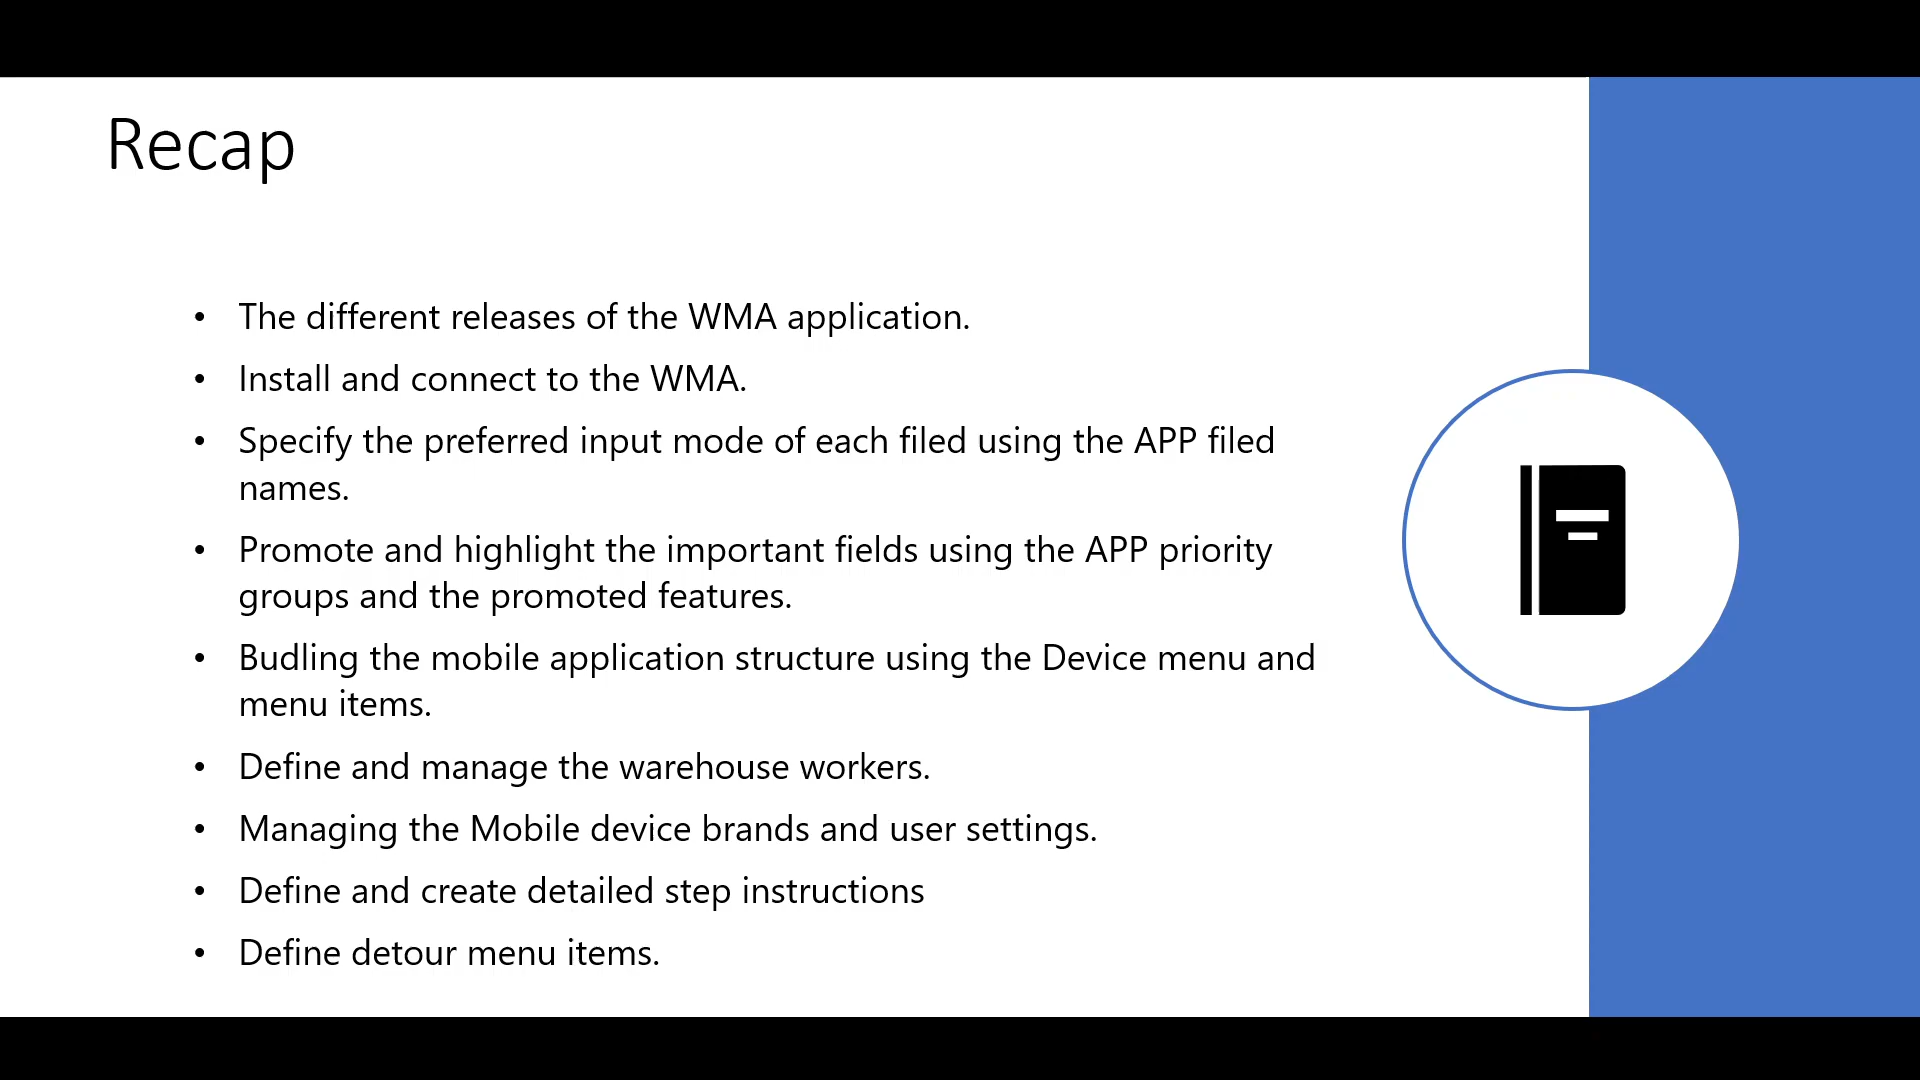 Recap
• The different releases of the WMA application.
• Install and connect to the WMA.
• Specify the preferred input mode of each filed using the APP filed
names.
• Promote and highlight the important fields using the APP priority
groups and the promoted features.
• Budling the mobile application structure using the Device menu and
menu items.
• Define and manage the warehouse workers.
• Managing the Mobile device brands and user settings.
• Define and create detailed step instructions
• Define detour menu items.